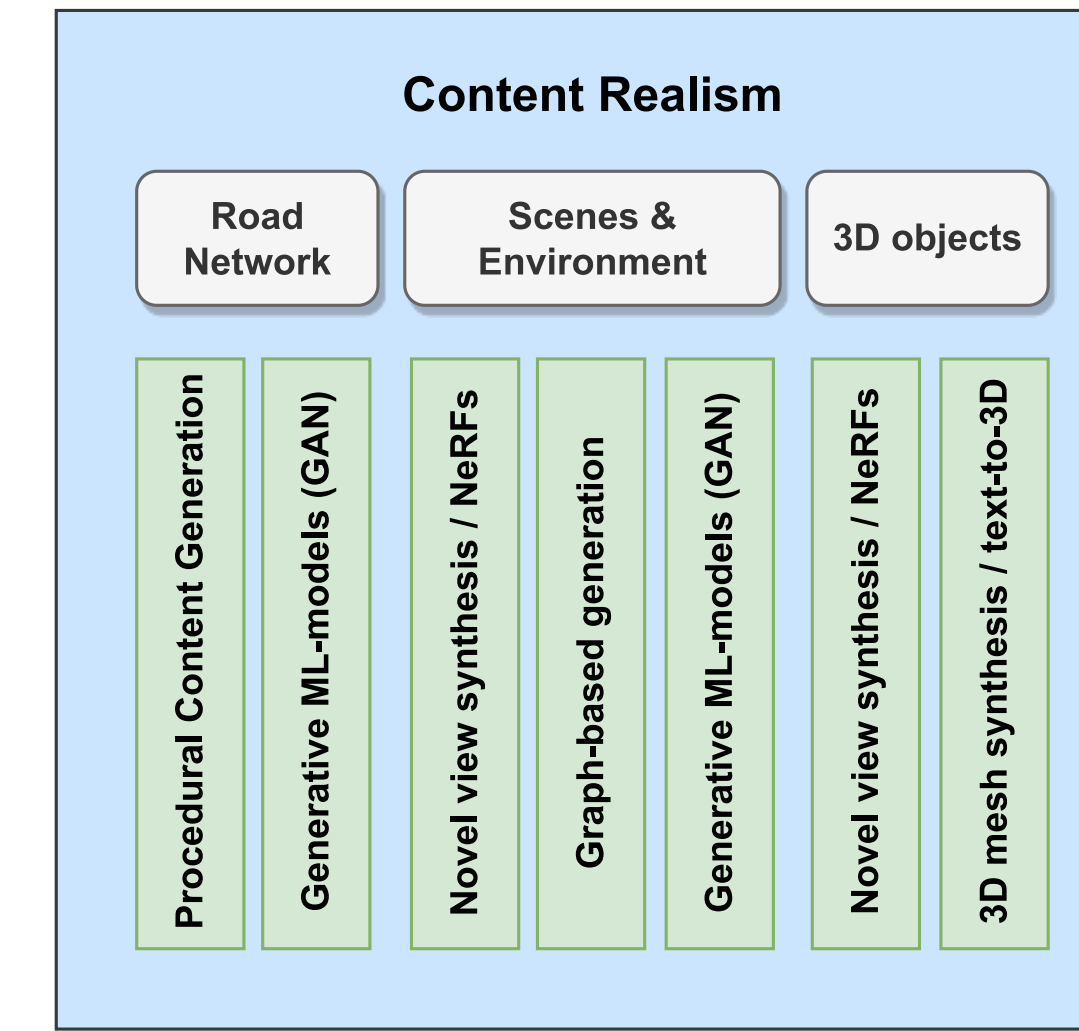 Content Realism
Road
Network
Scenes &
Environment
3D objects
Procedural Content Generation
Generative ML-models (GAN)
Novel view synthesis / NeRFs
Graph-based generation
Generative ML-models (GAN)
Novel view synthesis / NeRFs
3D mesh synthesis / text-to-3D